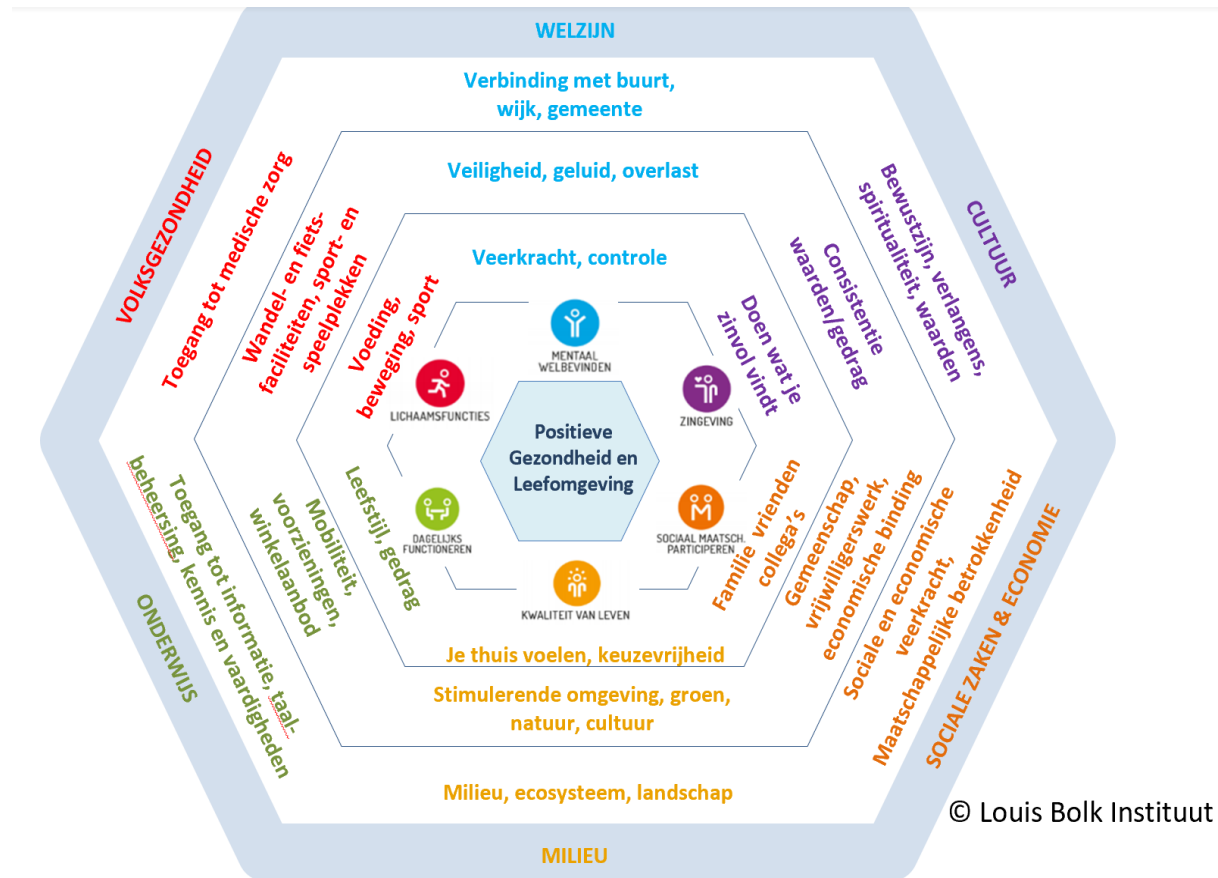 WELZIJN
Verbinding met buurt,
wijk, gemeente
Veiligheid, geluid, overlast
Veerkracht, controle
MENTAAL
WELBEVINDEN
VOLKSGEZONDHEID
Toegang tot medische zorg
Wandel- en fiets-
faciliteiten, sport- en
speelplekken
Voeding,
beweging, sport
LICHAAMSFUNCTIES
CULTUUR
Bewustzijn, verlangens,
spiritualiteit, waarden
Consistentie
waarden/gedrag
Doen wat je
zinvol vindt
ZINGEVING
Positieve
Gezondheid en
Leefomgeving
ONDERWIJS
Toegang tot informatie, taal-
beheersing, kennis en vaardigheden
Mobiliteit,
voorzieningen,
winkelaanbod
Leefstijl, gedrag
DAGELIJKS
FUNCTIONEREN
SOCIAAL MAATSCH.
PARTICIPEREN
Familie vrienden
collega's
Gemeenschap,
vrijwilligerswerk,
economische binding
Sociale en economische
veerkracht,
Maatschappelijke betrokkenheid
SOCIALE ZAKEN & ECONOMIE
KWALITEIT VAN LEVEN
Je thuis voelen, keuzevrijheid
Stimulerende omgeving, groen,
natuur, cultuur
Milieu, ecosysteem, landschap
MILIEU
© Louis Bolk Instituut